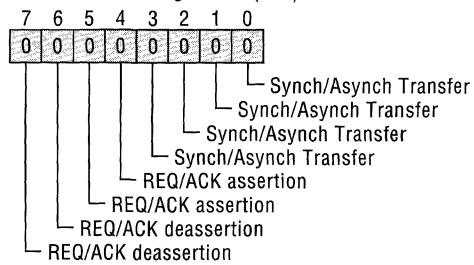 7 6 5 4 3 2 1 0
0 0 0 0 0 0 0 0
Synch/Asynch Transfer
Synch/Asynch Transfer
Synch/Asynch Transfer
Synch/Asynch Transfer
REQ/ACK assertion
REQ/ACK assertion
REQ/ACK deassertion
REQ/ACK deassertion